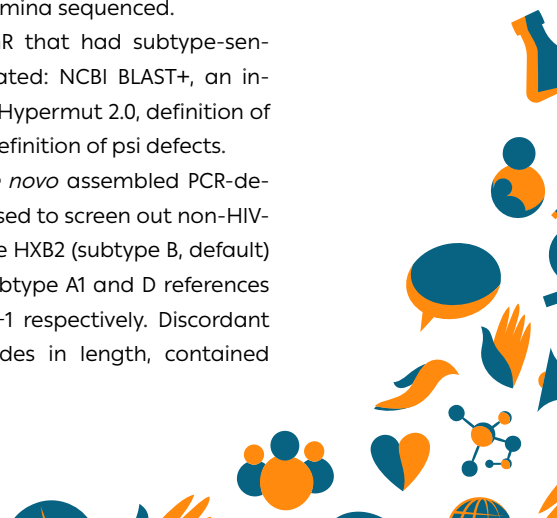 mina sequenced.
R that had subtype-sen-
ated: NCBI BLAST+, an in-
Hypermut 2.0, definition of
efinition of psi defects.
novo assembled PCR-de-
sed to screen out non-HIV-
e HXB2 (subtype B, default)
btype A1 and D references
-1 respectively. Discordant
des in length, contained